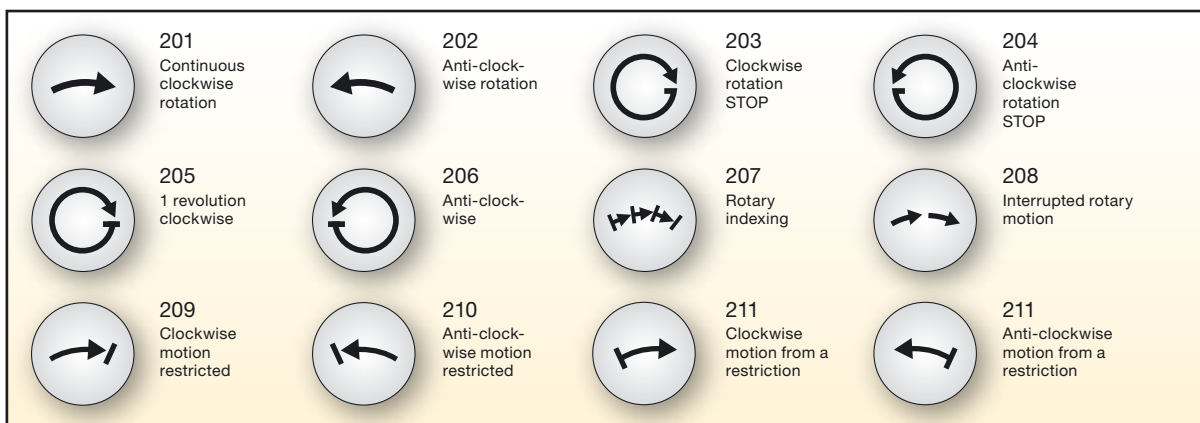 201
Continuous
clockwise
rotation
202
Anti-clock-
wise rotation
203
Clockwise
rotation
STOP
204
Anti-
clockwise
rotation
STOP
205
1 revolution
clockwise
206
Anti-clock-
wise
207
Rotary
indexing
208
Interrupted rotary
motion
209
Clockwise
motion
restricted
210
Anti-clock-
wise motion
restricted
211
Clockwise
motion from a
restriction
211
Anti-clockwise
motion from a
restriction